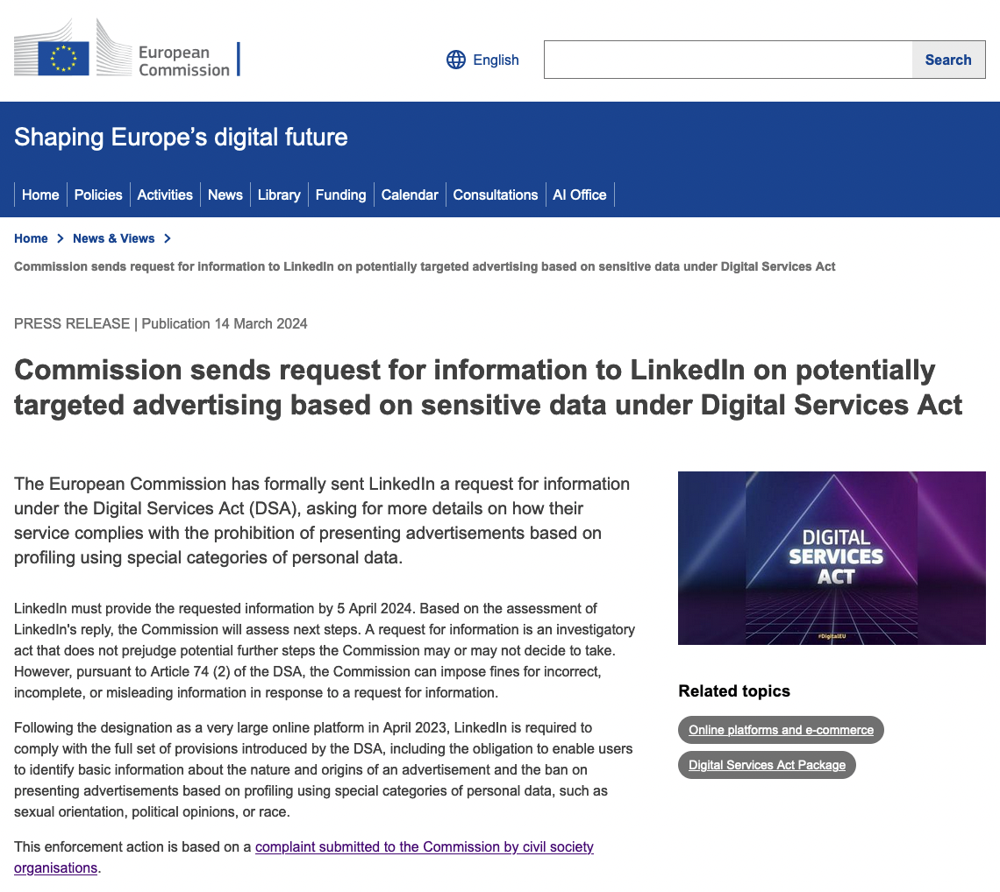 European
Commission
English
Search
Shaping Europe’s digital future
Home
Policies
Activities
News
Library
Funding
Calendar
Consultations
AI Office
Home
News & Views
Commission sends request for information to LinkedIn on potentially targeted advertising based on sensitive data under Digital Services Act
PRESS RELEASE | Publication 14 March 2024
Commission sends request for information to LinkedIn on potentially
targeted advertising based on sensitive data under Digital Services Act
The European Commission has formally sent LinkedIn a request for information
under the Digital Services Act (DSA), asking for more details on how their
service complies with the prohibition of presenting advertisements based on
profiling using special categories of personal data.
LinkedIn must provide the requested information by 5 April 2024. Based on the assessment of
LinkedIn's reply, the Commission will assess next steps. A request for information is an investigatory
act that does not prejudge potential further steps the Commission may or may not decide to take.
However, pursuant to Article 74 (2) of the DSA, the Commission can impose fines for incorrect,
incomplete, or misleading information in response to a request for information.
Following the designation as a very large online platform in April 2023, LinkedIn is required to
comply with the full set of provisions introduced by the DSA, including the obligation to enable users
to identify basic information about the nature and origins of an advertisement and the ban on
presenting advertisements based on profiling using special categories of personal data, such as
sexual orientation, political opinions, or race.
This enforcement action is based on a complaint submitted to the Commission by civil society
organisations.
DIGITAL
SERVICES
ACT
#DigitalEU
Related topics
Online platforms and e-commerce
Digital Services Act Package